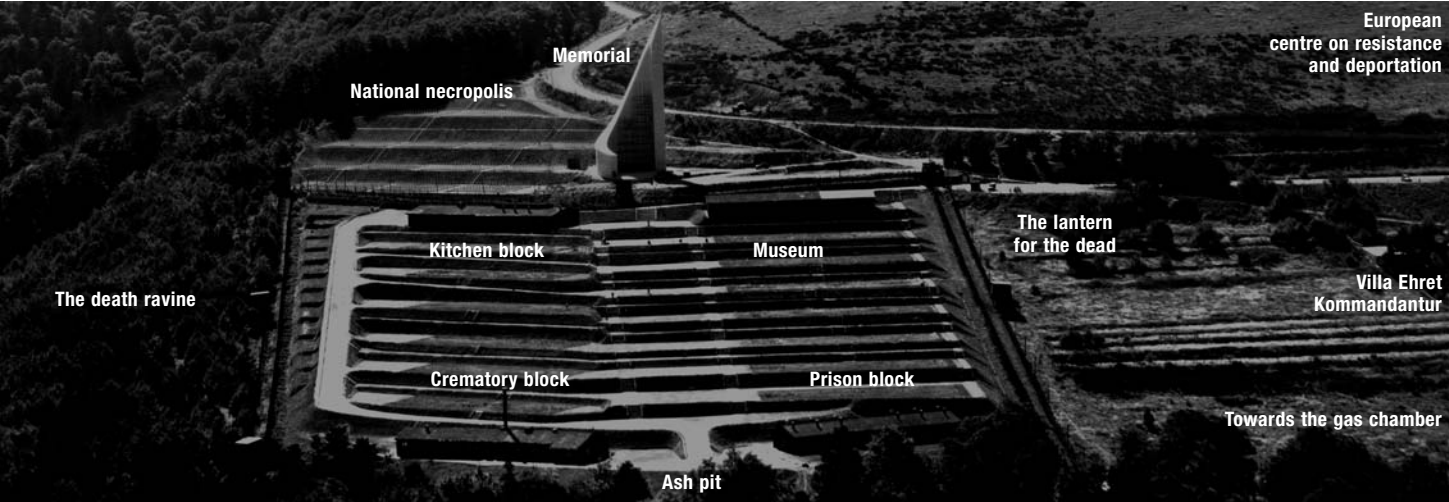 European
centre on resistance
and deportation
Memorial
National necropolis
The lantern
for the dead
Kitchen block
Museum
Villa Ehret
Kommandantur
The death ravine
Crematory block
Prison block
Towards the gas chamber
Ash pit